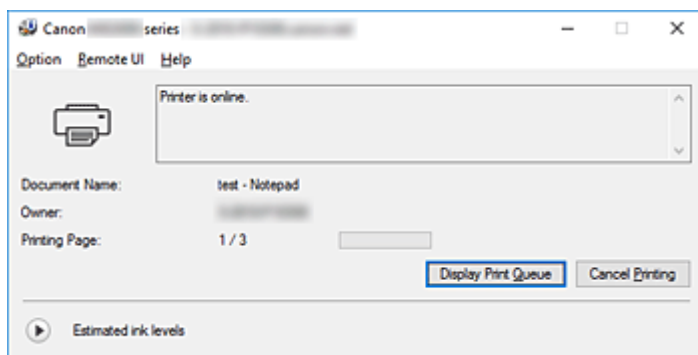 Canon series
Option Remote UI Help
Printer is online.
Document Name: test - Notepad
Owner:
Printing Page: 1 / 3
Display Print Queue Cancel Printing
Estimated ink levels